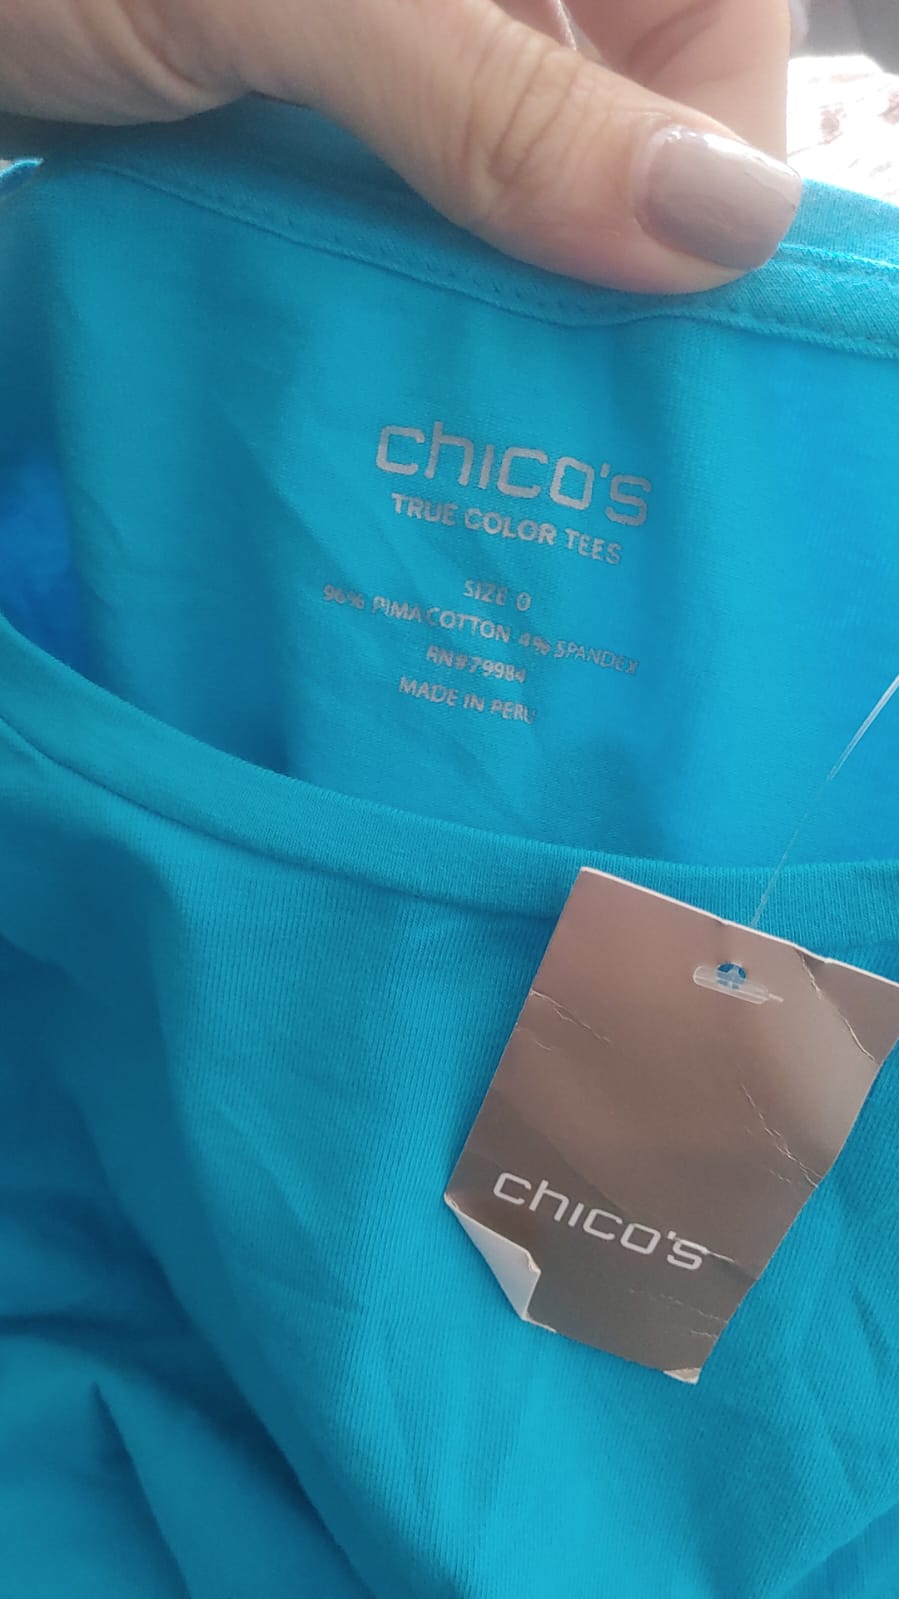 chico's
TRUE COLOR TEES
SIZE 0
96% PIMA COTTON 4% SPANDEX
RN#79984
MADE IN PERU
chico's